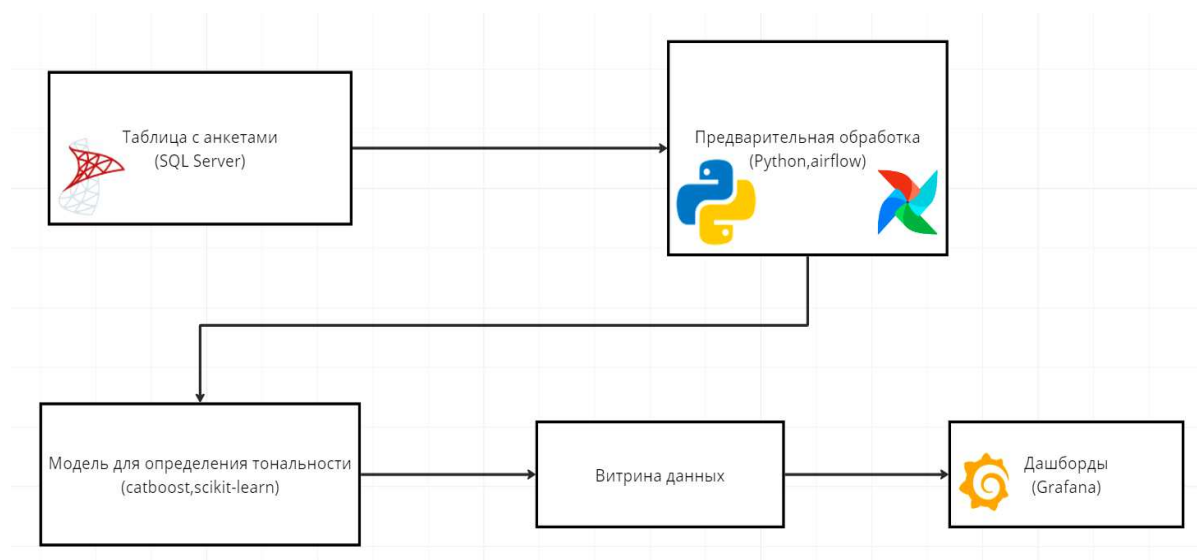 Таблица с анкетами
(SQL Server)
Предварительная обработка
(Python,airflow)
Модель для определения тональности
(catboost,scikit-learn)
Витрина данных
Дашборды
(Grafana)